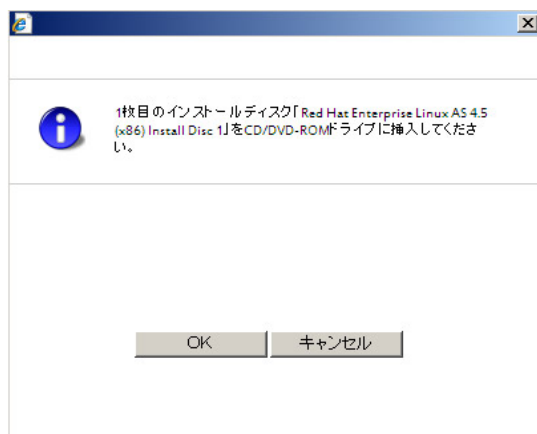 1枚目のインストールディスク「Red Hat Enterprise Linux AS 4.5
(x86) Install Disc 1」をCD/DVD-ROMドライブに挿入してくださ
い。
OK キャンセル